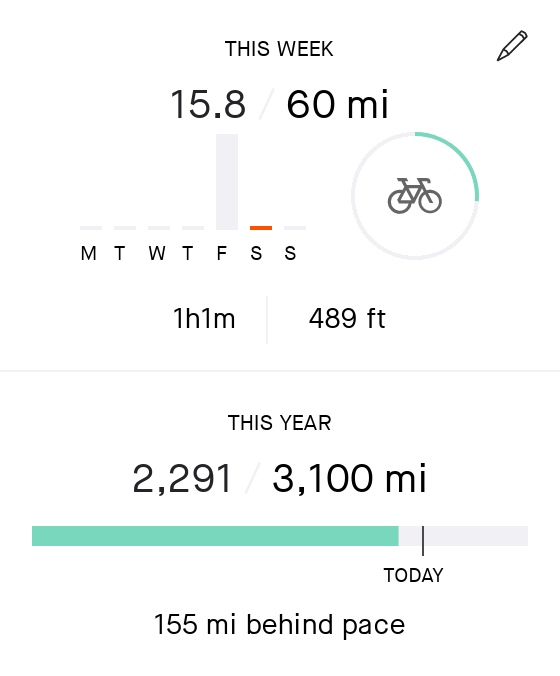 THIS WEEK
15.8 / 60 mi
M T W T F S S
1h1m 489 ft
THIS YEAR
2,291 / 3,100 mi
TODAY
155 mi behind pace